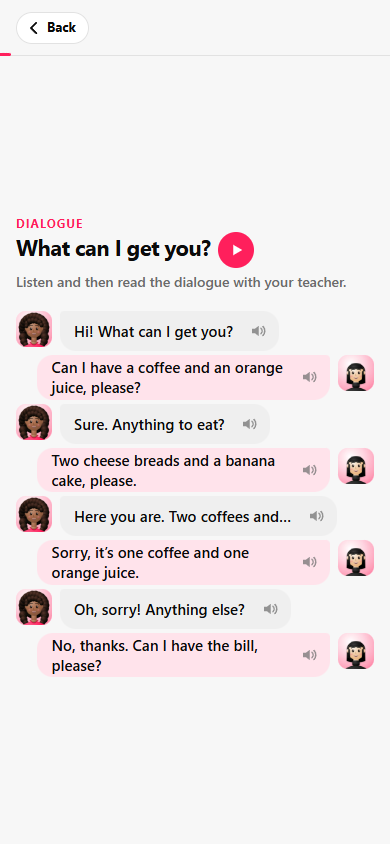 Back
DIALOGUE
What can I get you?
Listen and then read the dialogue with your teacher.
Hi! What can I get you?
Can I have a coffee and an orange
juice, please?
Sure. Anything to eat?
Two cheese breads and a banana
cake, please.
Here you are. Two coffees and...
Sorry, it’s one coffee and one
orange juice.
Oh, sorry! Anything else?
No, thanks. Can I have the bill,
please?